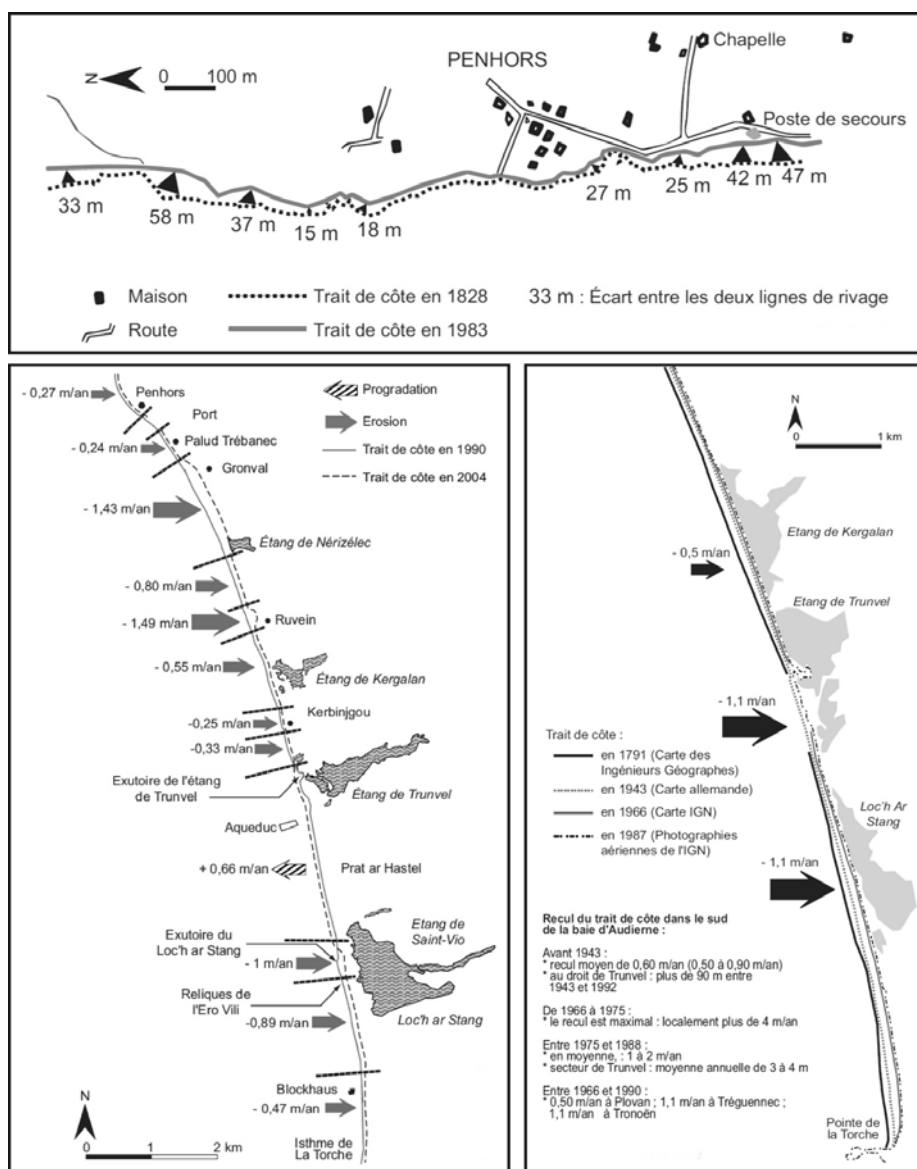 PENHORS
Chapelle
Poste de secours
N
0 100 m
33 m
58 m
37 m
15 m
18 m
27 m
25 m
42 m
47 m
Maison
Trait de côte en 1828
33 m : Écart entre les deux lignes de rivage
Route
Trait de côte en 1983
- 0,27 m/an
Penhors
Port
- 0,24 m/an
Palud Trébanec
Gronval
- 1,43 m/an
Étang de Nérizélec
- 0,80 m/an
- 1,49 m/an
Ruvein
- 0,55 m/an
Étang de Kergalan
-0,25 m/an
Kerbinjgou
-0,33 m/an
Exutoire de l'étang
de Trunvel
Étang de Trunvel
Aqueduc
+ 0,66 m/an
Prat ar Hastel
Exutoire du
Loc'h ar Stang
Etang de
Saint-Vio
- 1 m/an
Reliques de
l'Ero Vili
Loc'h ar Stang
-0,89 m/an
Blockhaus
- 0,47 m/an
Isthme de
La Torche
N
0 1 2 km
Progradation
Erosion
Trait de côte en 1990
Trait de côte en 2004
N
0 1 km
Etang de Kergalan
- 0,5 m/an
Etang de Trunvel
- 1,1 m/an
Loc'h Ar
Stang
- 1,1 m/an
Trait de côte :
en 1791 (Carte des
Ingénieurs Géographes)
en 1943 (Carte allemande)
en 1966 (Carte IGN)
en 1987 (Photographies
aériennes de l'IGN)
Recul du trait de côte dans le sud
de la baie d'Audierne :
Avant 1943 :
* recul moyen de 0,60 m/an (0,50 à 0,90 m/an)
* au droit de Trunvel : plus de 90 m entre
1943 et 1992
De 1966 à 1975 :
* le recul est maximal : localement plus de 4 m/an
Entre 1975 et 1988 :
* en moyenne, : 1 à 2 m/an
* secteur de Trunvel : moyenne annuelle de 3 à 4 m
Entre 1966 et 1990 :
* 0,50 m/an à Plovan ; 1,1 m/an à Tréguennec ;
1,1 m/an à Tronoën
Pointe de
la Torche